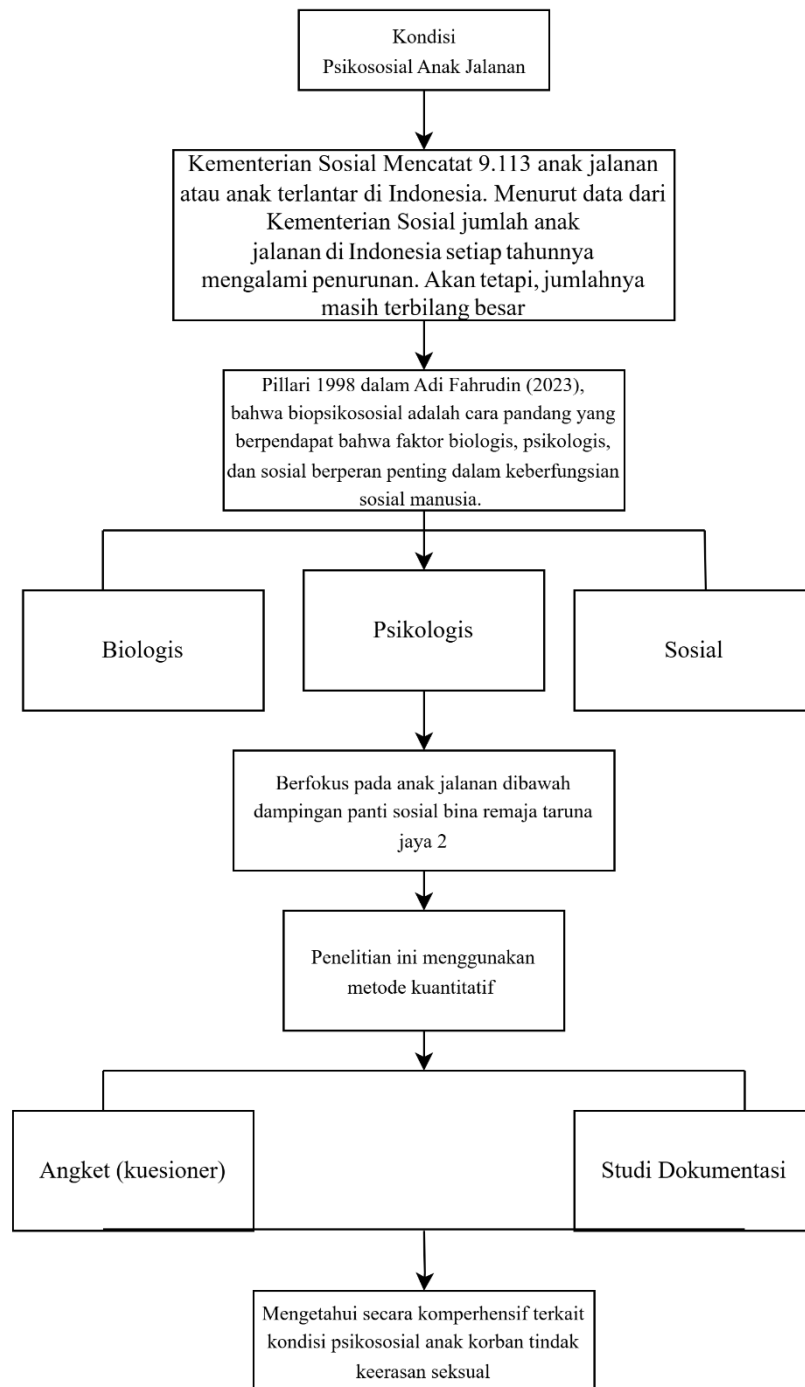 Kondisi
Psikososial Anak Jalanan
Kementerian Sosial Mencatat 9.113 anak jalanan
atau anak terlantar di Indonesia. Menurut data dari
Kementerian Sosial jumlah anak
jalanan di Indonesia setiap tahunnya
mengalami penurunan. Akan tetapi, jumlahnya
masih terbilang besar
Pillari 1998 dalam Adi Fahrudin (2023),
bahwa biopsikososial adalah cara pandang yang
berpendapat bahwa faktor biologis, psikologis,
dan sosial berperan penting dalam keberfungsian
sosial manusia.
Biologis
Psikologis
Sosial
Berfokus pada anak jalanan dibawah
dampingan panti sosial bina remaja taruna
jaya 2
Penelitian ini menggunakan
metode kuantitatif
Angket (kuesioner)
Studi Dokumentasi
Mengetahui secara komperhensif terkait
kondisi psikososial anak korban tindak
keerasan seksual